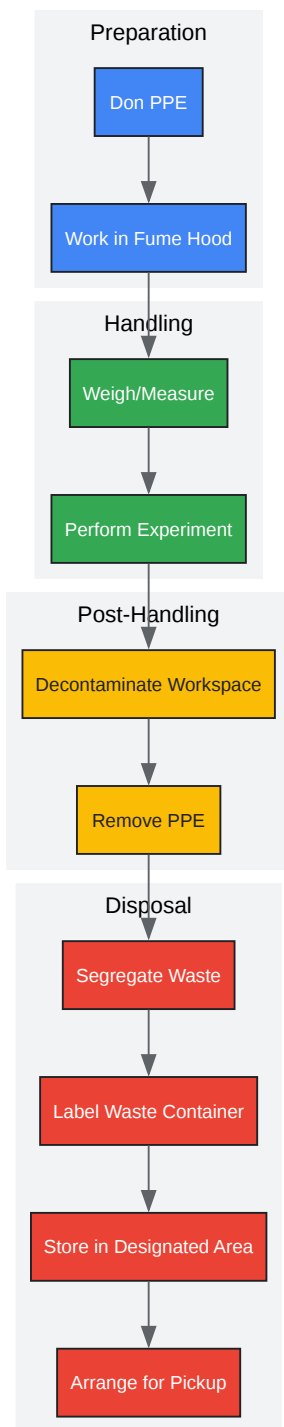 Preparation
Don PPE
Work in Fume Hood
Handling
Weigh/Measure
Perform Experiment
Post-Handling
Decontaminate Workspace
Remove PPE
Disposal
Segregate Waste
Label Waste Container
Store in Designated Area
Arrange for Pickup